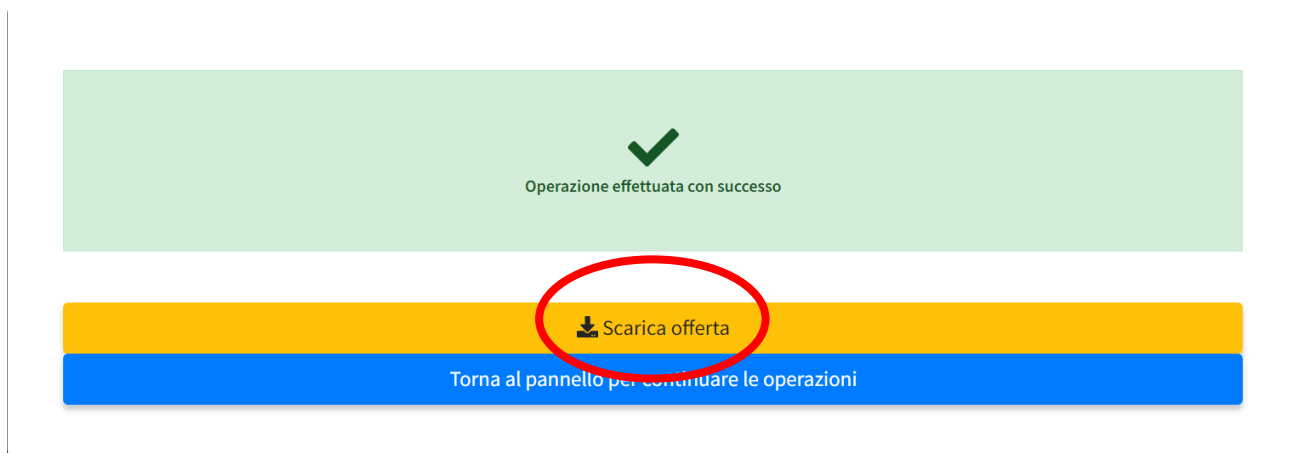 Operazione effettuata con successo
Scarica offerta
Torna al pannello per continuare le operazioni